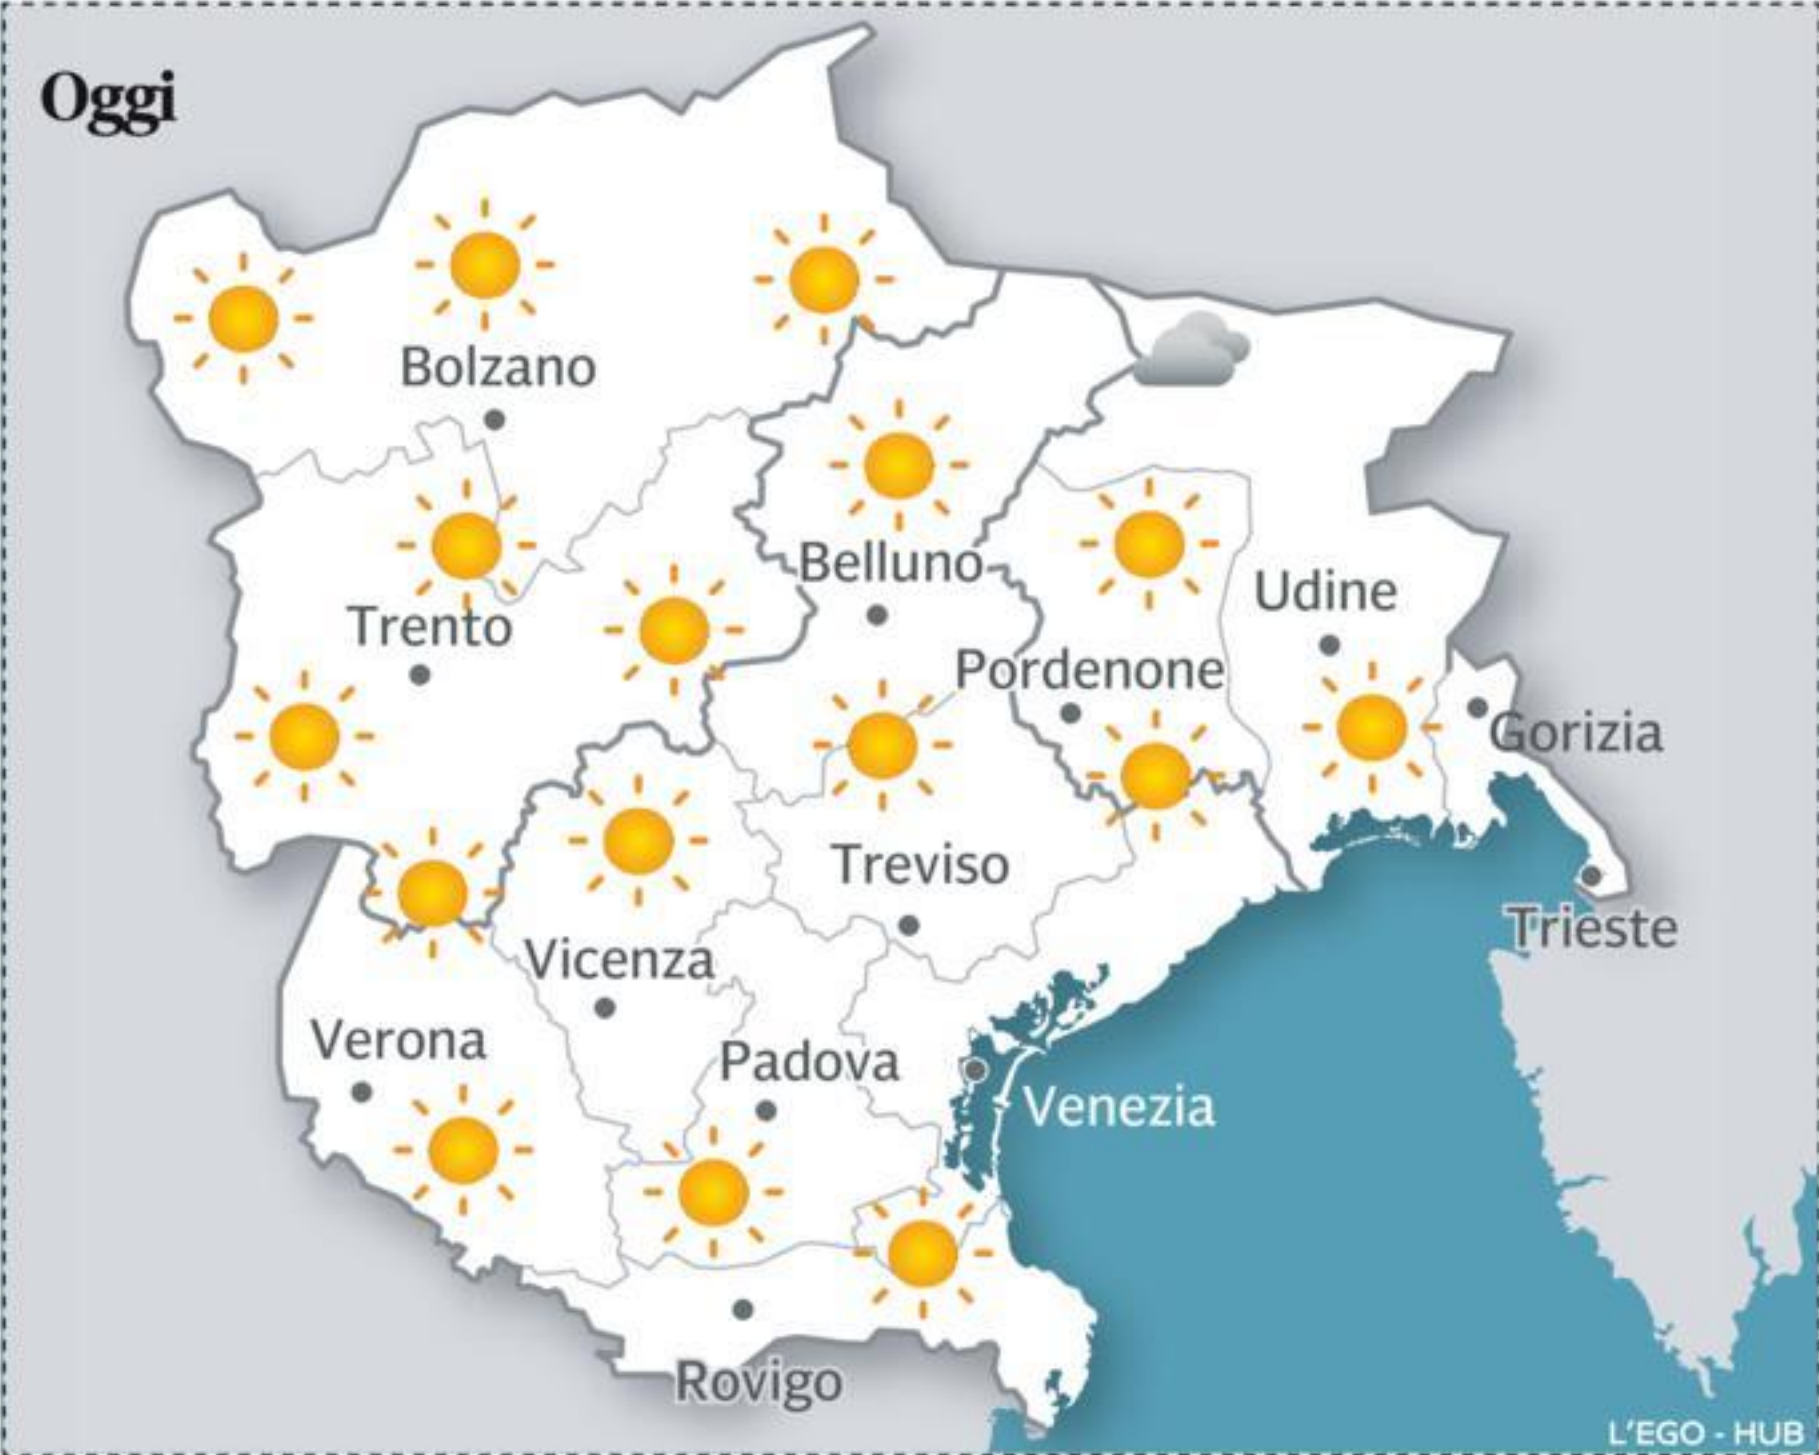 Oggi
Bolzano
Belluno
Udine
Trento
Pordenone
Gorizia
Treviso
Trieste
Vicenza
Verona
Padova
Venezia
Rovigo
L'EGO - HUB